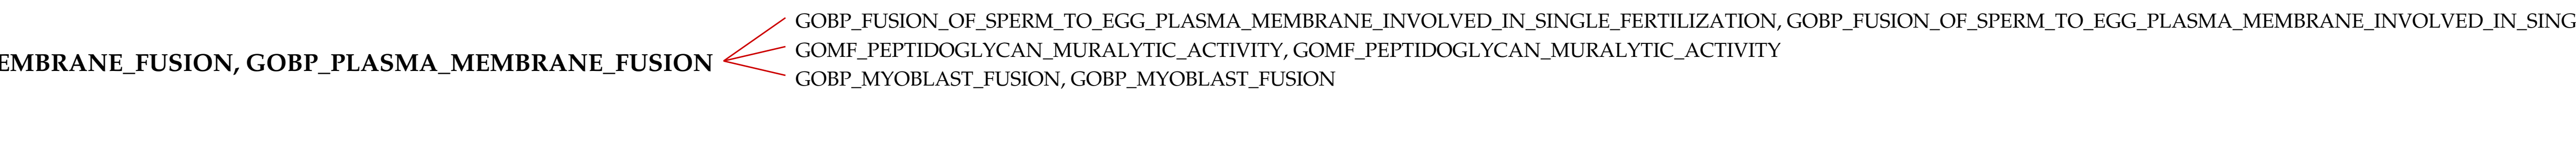 GOBP_FUSION_OF_SPERM_TO_EGG_PLASMA_MEMBRANE_INVOLVED_IN_SINGLE_FERTILIZATION, GOBP_FUSION_OF_SPERM_TO_EGG_PLASMA_MEMBRANE_INVOLVED_IN_SING
EMBRANE_FUSION, GOBP_PLASMA_MEMBRANE_FUSION
GOMF_PEPTIDOGLYCAN_MURALYTIC_ACTIVITY, GOMF_PEPTIDOGLYCAN_MURALYTIC_ACTIVITY
GOBP_MYOBLAST_FUSION, GOBP_MYOBLAST_FUSION